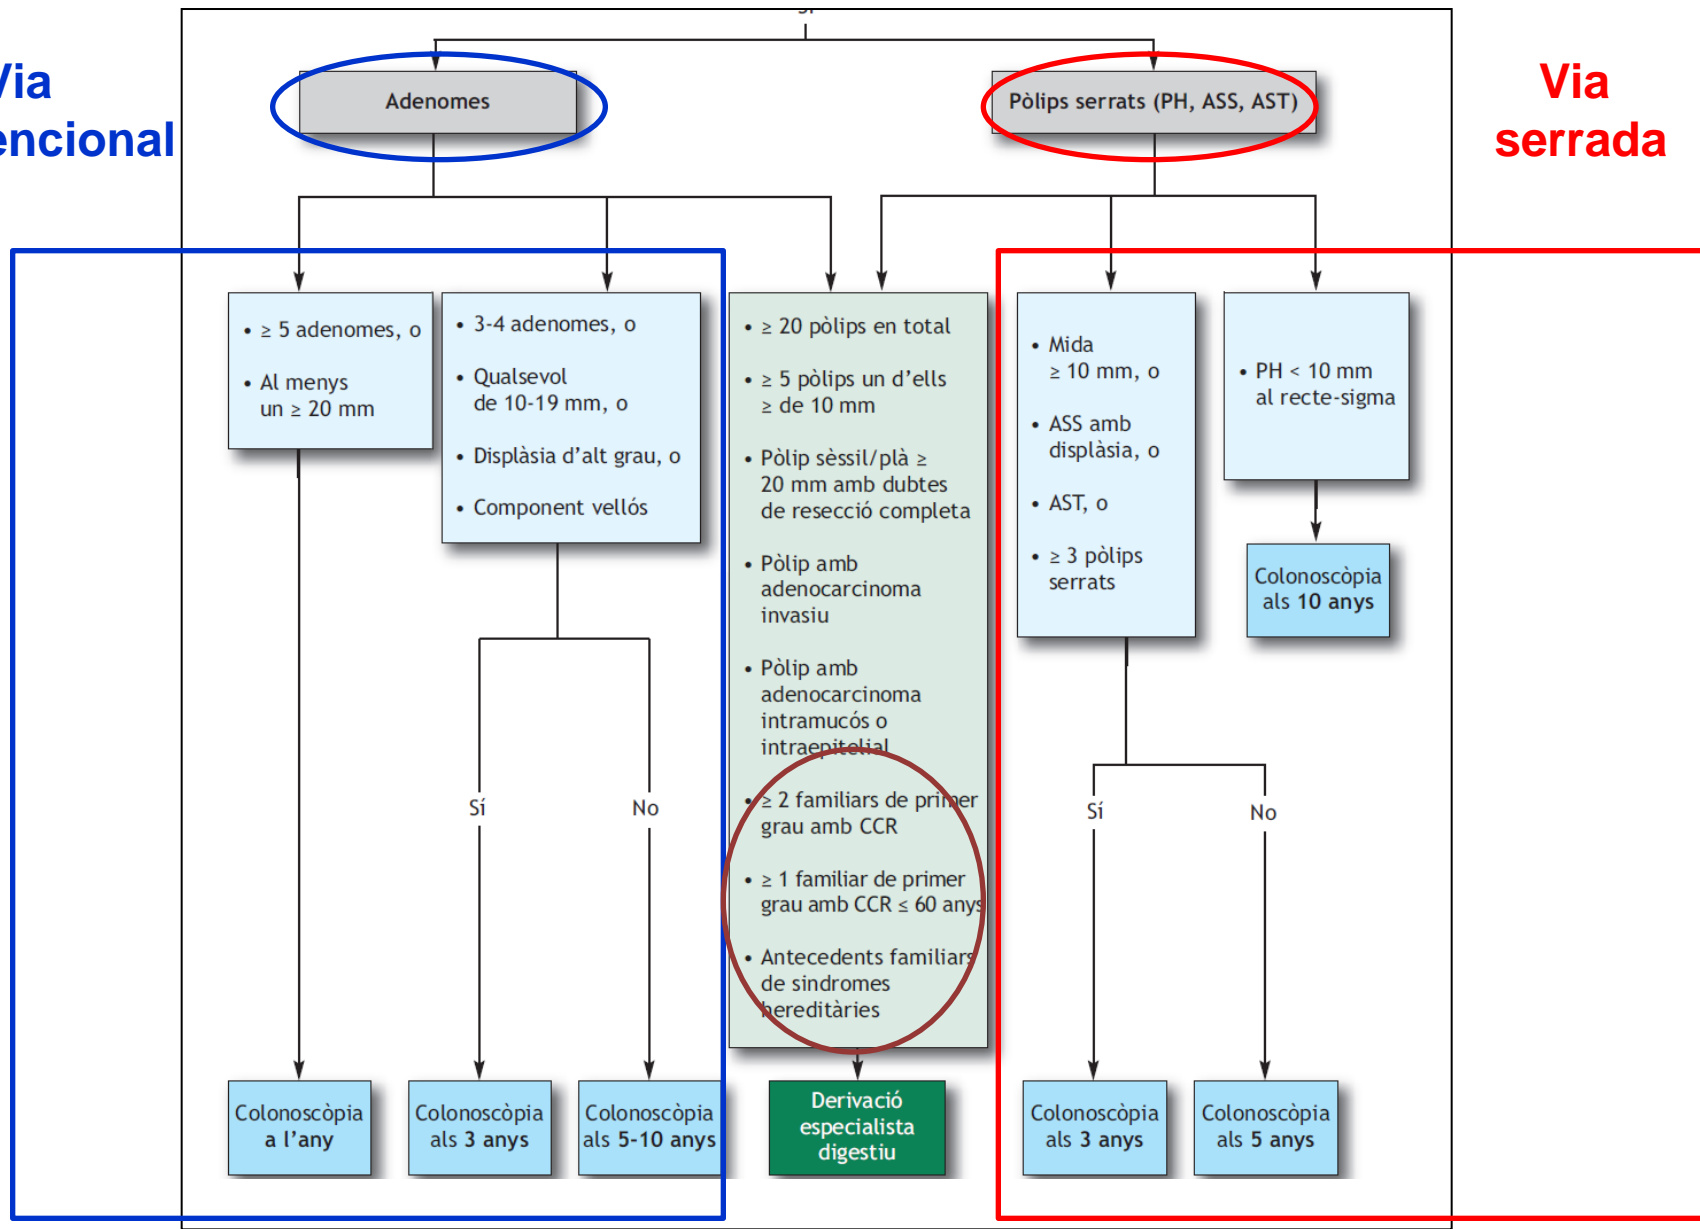 Via
encional
Adenomes
Pòlips serrats (PH, ASS, AST)
Via
serrada
• ≥ 5 adenomes, o
• Al menys
un ≥ 20 mm
• 3-4 adenomes, o
• Qualsevol
de 10-19 mm, o
• Displàsia d'alt grau, o
• Component vellós
• ≥ 20 pòlips en total
• ≥ 5 pòlips un d'ells
≥ de 10 mm
• Pòlip sèssil/plà ≥
20 mm amb dubtes
de resecció completa
• Pòlip amb
adenocarcinoma
invasiu
• Pòlip amb
adenocarcinoma
intramucós o
intraepitelial
• ≥ 2 familiars de primer
grau amb CCR
• ≥ 1 familiar de primer
grau amb CCR ≤ 60 anys
• Antecedents familiars
de sindromes
hereditàries
• Mida
≥ 10 mm, o
• ASS amb
displàsia, o
• AST, o
• ≥ 3 pòlips
serrats
• PH < 10 mm
al recte-sigma
Colonoscòpia
als 10 anys
Sí
No
Sí
No
Colonoscòpia
a l'any
Colonoscòpia
als 3 anys
Colonoscòpia
als 5-10 anys
Derivació
especialista
digestiu
Colonoscòpia
als 3 anys
Colonoscòpia
als 5 anys